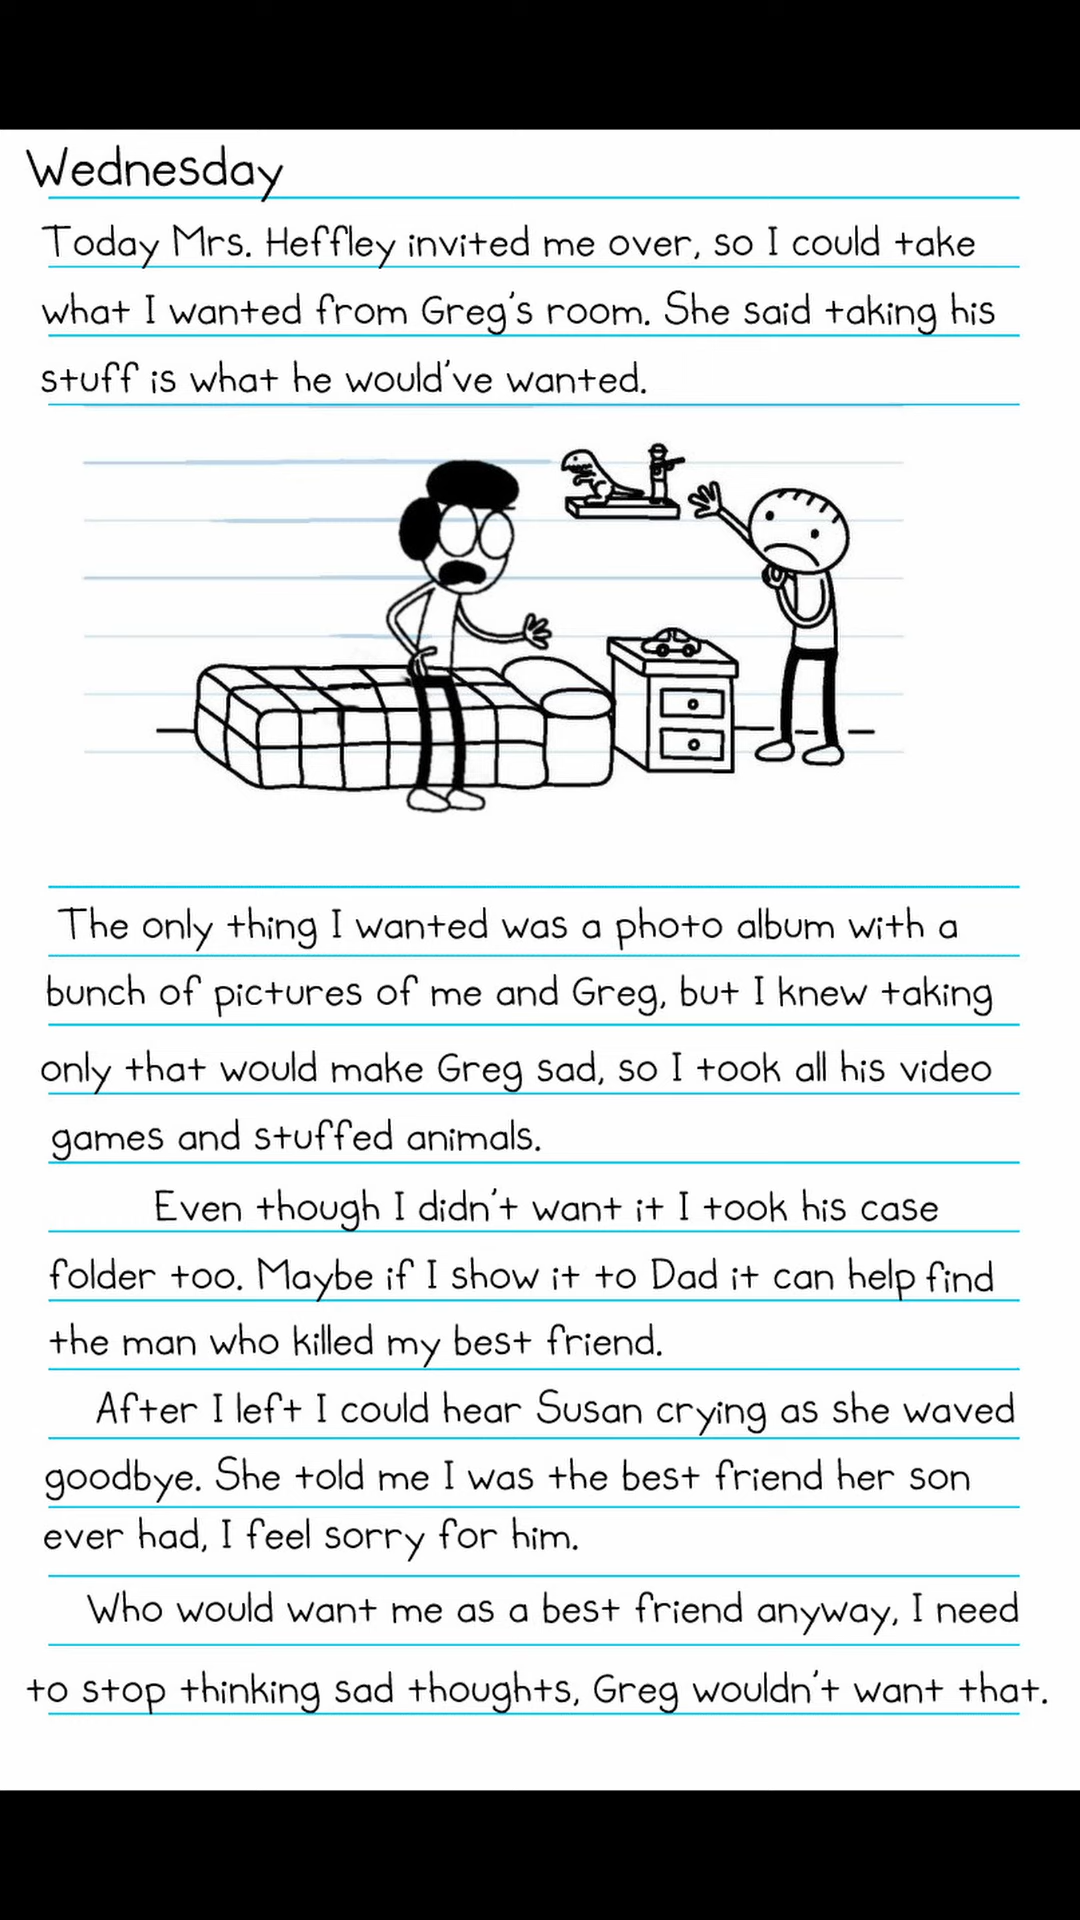 Wednesday
Today Mrs. Heffley invited me over, so I could take
what I wanted from Greg's room. She said taking his
stuff is what he would've wanted.
The only thing I wanted was a photo album with a
bunch of pictures of me and Greg, but I knew taking
only that would make Greg sad, so I took all his video
games and stuffed animals.
Even though I didn't want it I took his case
folder too. Maybe if I show it to Dad it can help find
the man who killed my best friend.
After I left I could hear Susan crying as she waved
goodbye. She told me I was the best friend her son
ever had, I feel sorry for him.
Who would want me as a best friend anyway, I need
to stop thinking sad thoughts, Greg wouldn't want that.